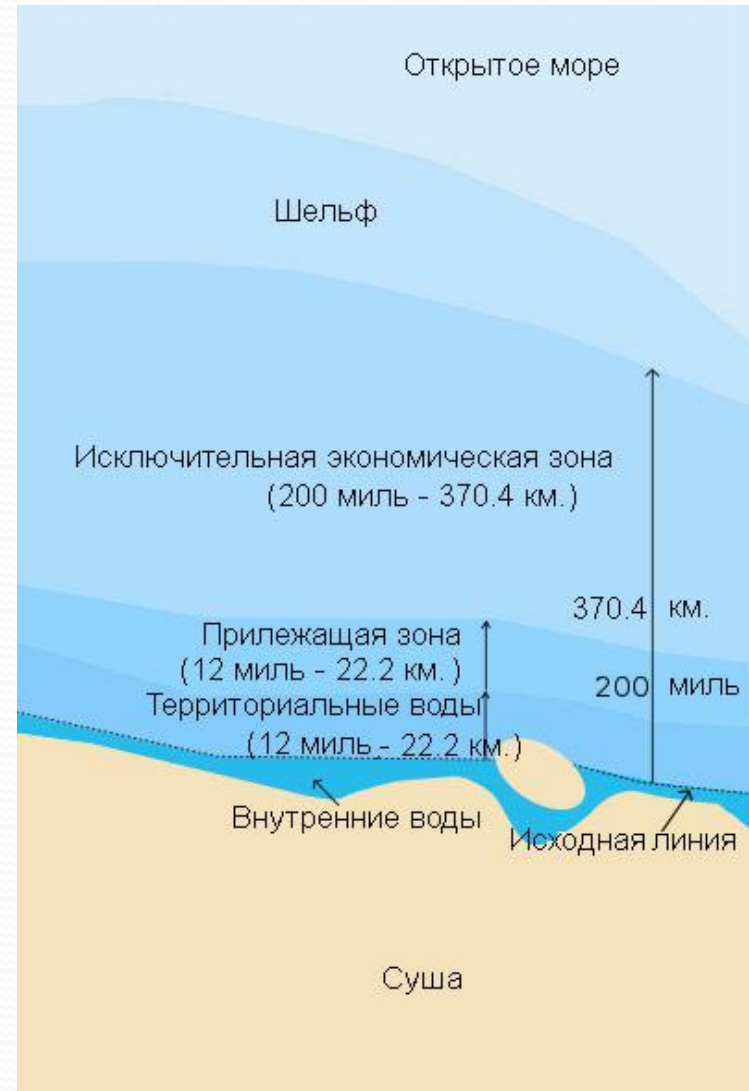 Открытое море
Шельф
Исключительная экономическая зона
(200 миль - 370.4 км.)
370.4 км.
Прилежащая зона
(12 миль - 22.2 км. )
200 миль
Территориальные воды
(12 миль - 22.2 км.)
Внутренние воды
Исходная линия
Суша